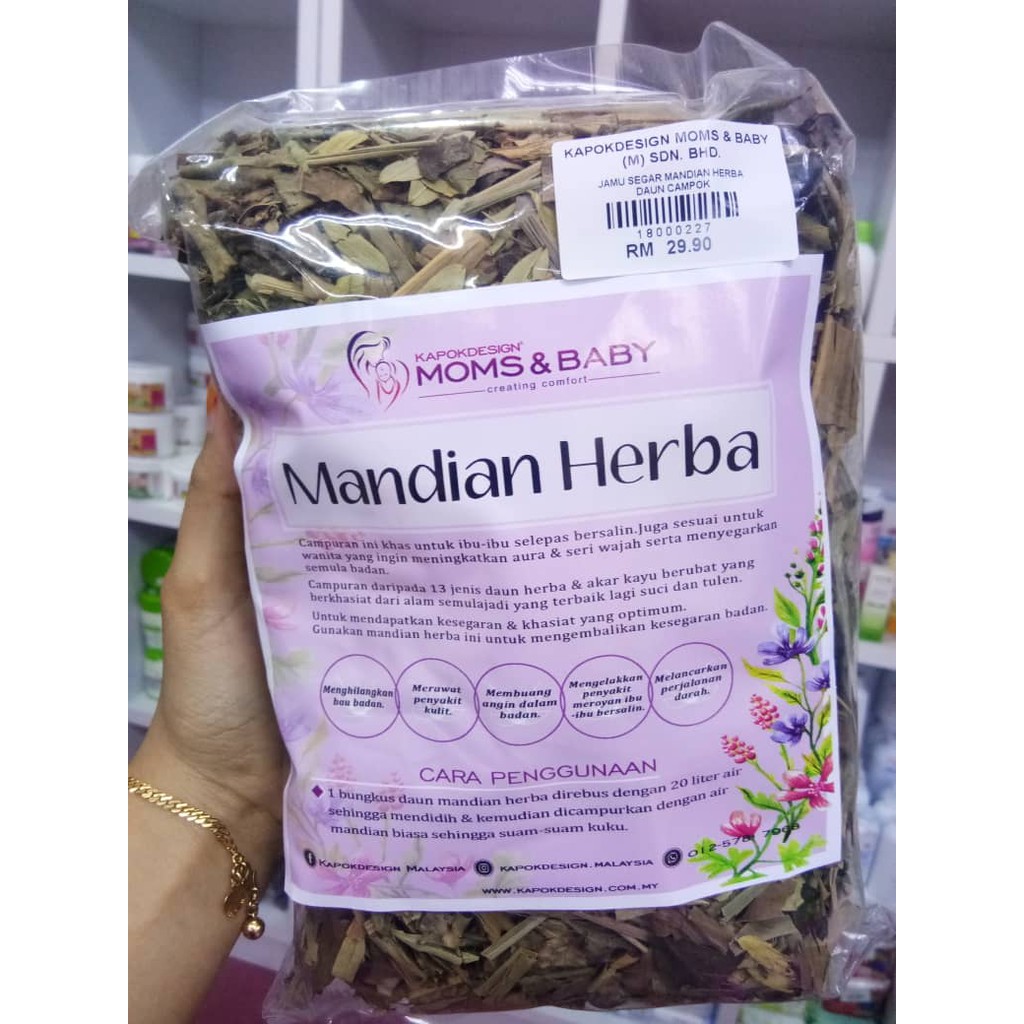 KAPOKDESIGN MOMS & BABY
(M) SDN. BHD.
JAMU SEGAR MANDIAN HERBA
DAUN CAMPOK
18000227
RM 29.90
KAPOKDESIGN®
MOMS & BABY
creating comfort
Mandian Herba
Campuran ini khas untuk ibu-ibu selepas bersalin.Juga sesuai untuk
wanita yang ingin meningkatkan aura & seri wajah serta menyegarkan
semula badan.
Campuran daripada 13 jenis daun herba & akar kayu berubat yang
berkhasiat dari alam semulajadi yang terbaik lagi suci dan tulen.
Untuk mendapatkan kesegaran & khasiat yang optimum.
Gunakan mandian herba ini untuk mengembalikan kesegaran badan.
Menghilangkan
bau badan.
Merawat
penyakit
kulit.
Membuang
angin dalam
badan.
Mengelakkan
penyakit
meroyan ibu
-ibu bersalin.
Melancarkan
perjalanan
darah.
CARA PENGGUNAAN
1 bungkus daun mandian herba direbus dengan 20 liter air
sehingga mendidih & kemudian dicampurkan dengan air
mandian biasa sehingga suam-suam kuku.
KAPOKDESIGN MALAYSIA
KAPOKDESIGN.MALAYSIA
WWW.KAPOKDESIGN.COM.MY